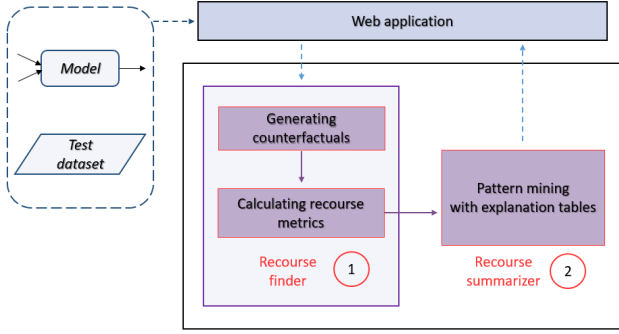 Web application
Model
Test
dataset
Generating
counterfactuals
Calculating recourse
metrics
Recourse
finder
1
Pattern mining
with explanation tables
Recourse
summarizer
2